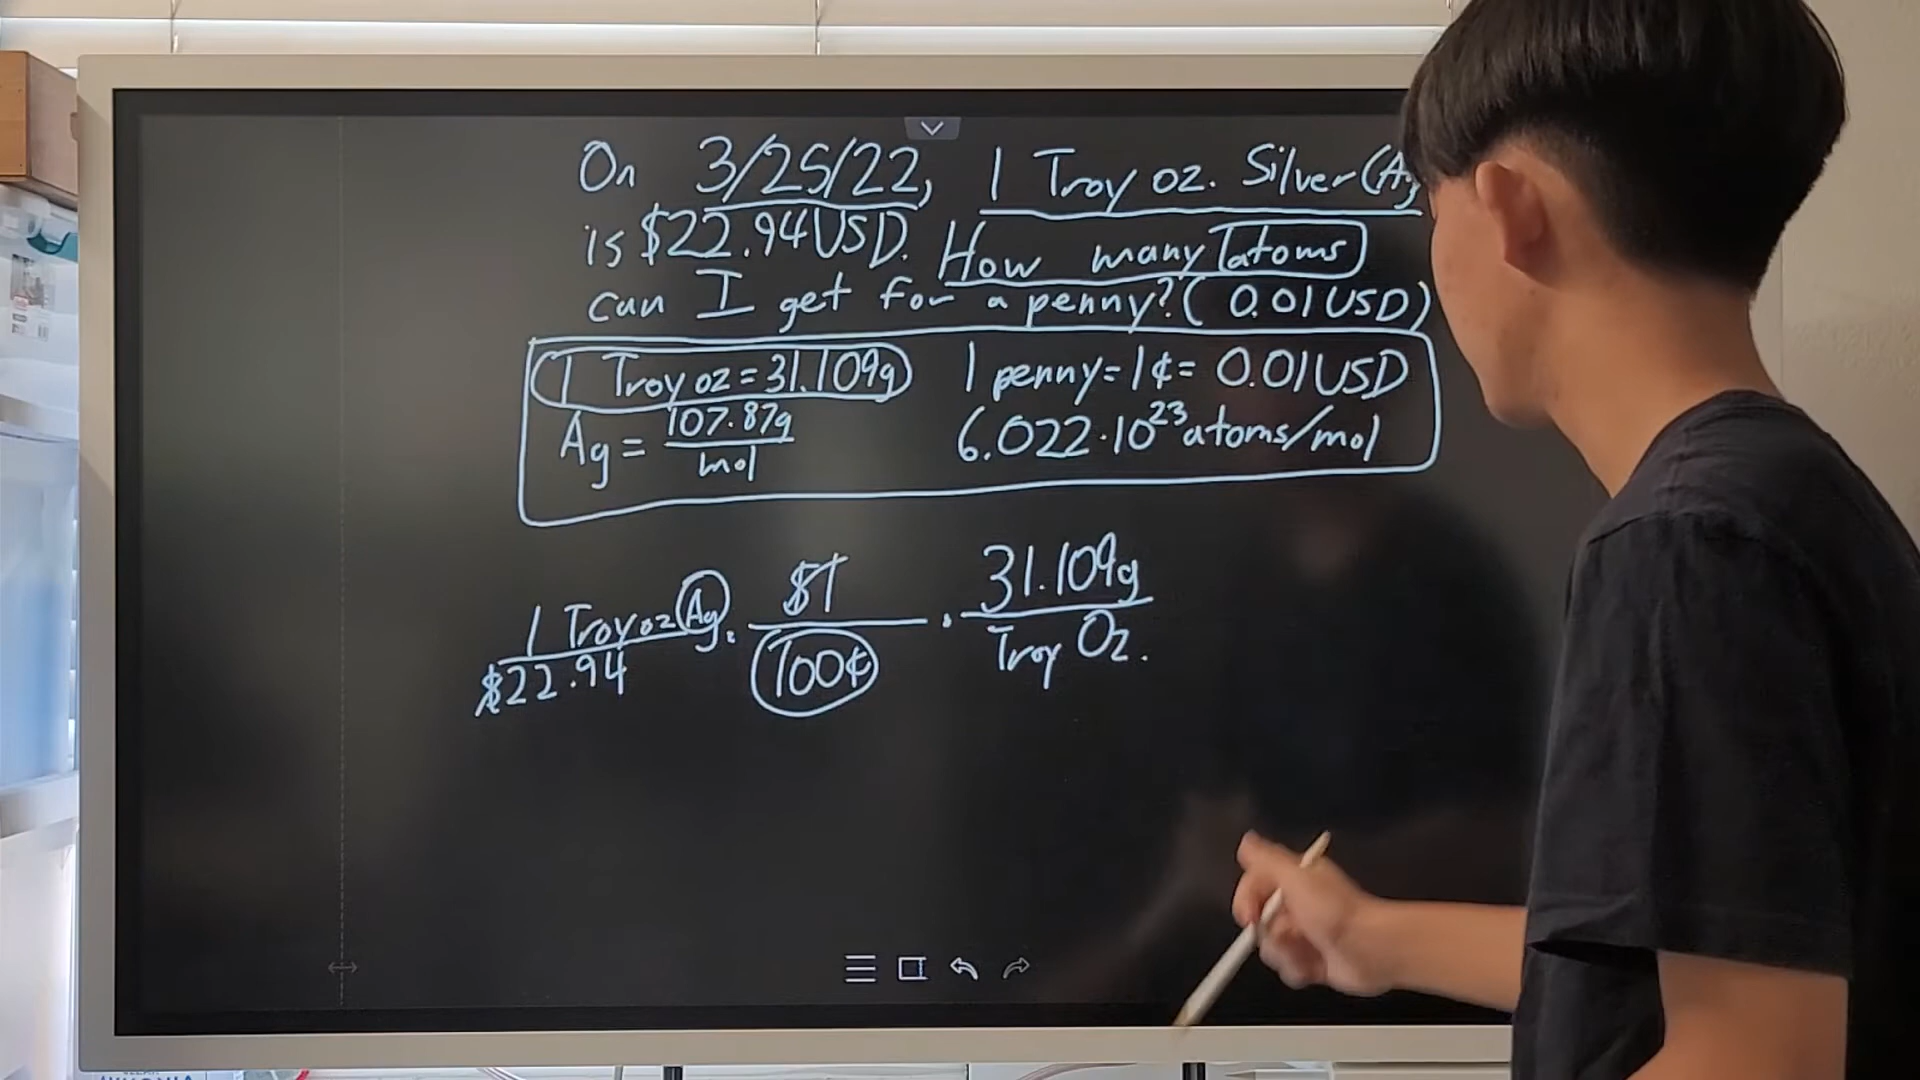 On 3/25/22, 1 Troy oz. Silver (Ag
is $22.94USD. How many atoms
can I get for a penny? (0.01 USD)
1 Troy oz = 31.109g
1 penny = 1¢ = 0.01 USD
Ag = 107.87g
mol
6.022·10²³ atoms/mol
1 Troy oz Ag · $1 · 31.109g
$22.94 100¢ Troy Oz.